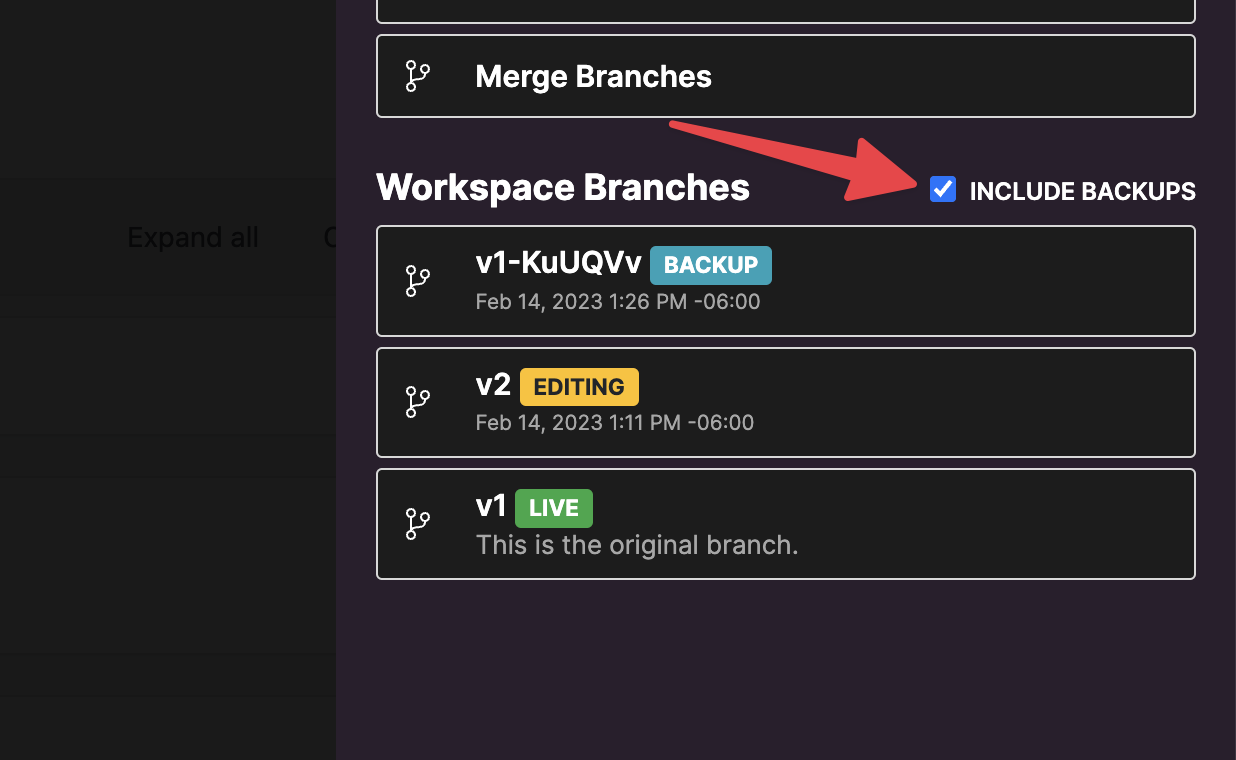 Merge Branches
Workspace Branches
INCLUDE BACKUPS
Expand all
v1-KuUQVv BACKUP
Feb 14, 2023 1:26 PM -06:00
v2 EDITING
Feb 14, 2023 1:11 PM -06:00
v1 LIVE
This is the original branch.